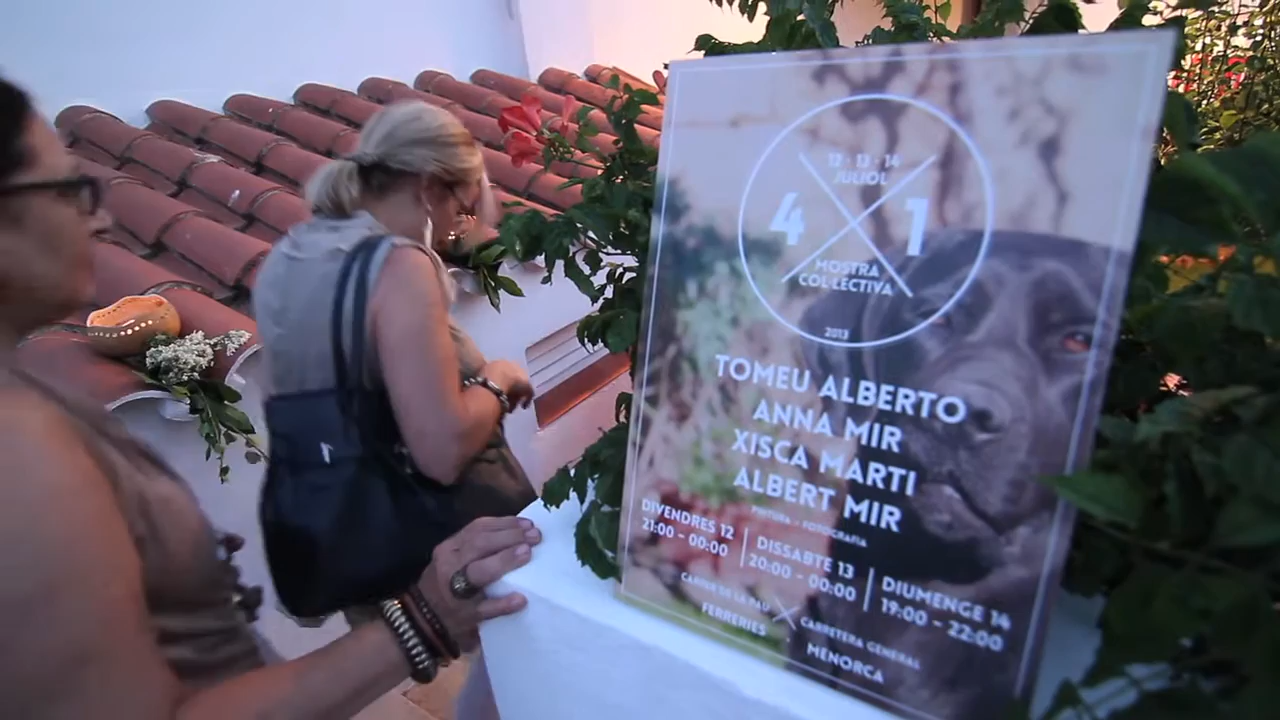 12 · 13 · 14
JULIOL
4 X 1
MOSTRA
COL·LECTIVA
2013
TOMEU ALBERTO
ANNA MIR
XISCA MARTI
ALBERT MIR
PINTURA - FOTOGRAFIA
DIVENDRES 12
21:00 - 00:00
DISSABTE 13
20:00 - 00:00
DIUMENGE 14
19:00 - 22:00
CARRER DE LA PAU X CARRETERA GENERAL
FERRERIES
MENORCA